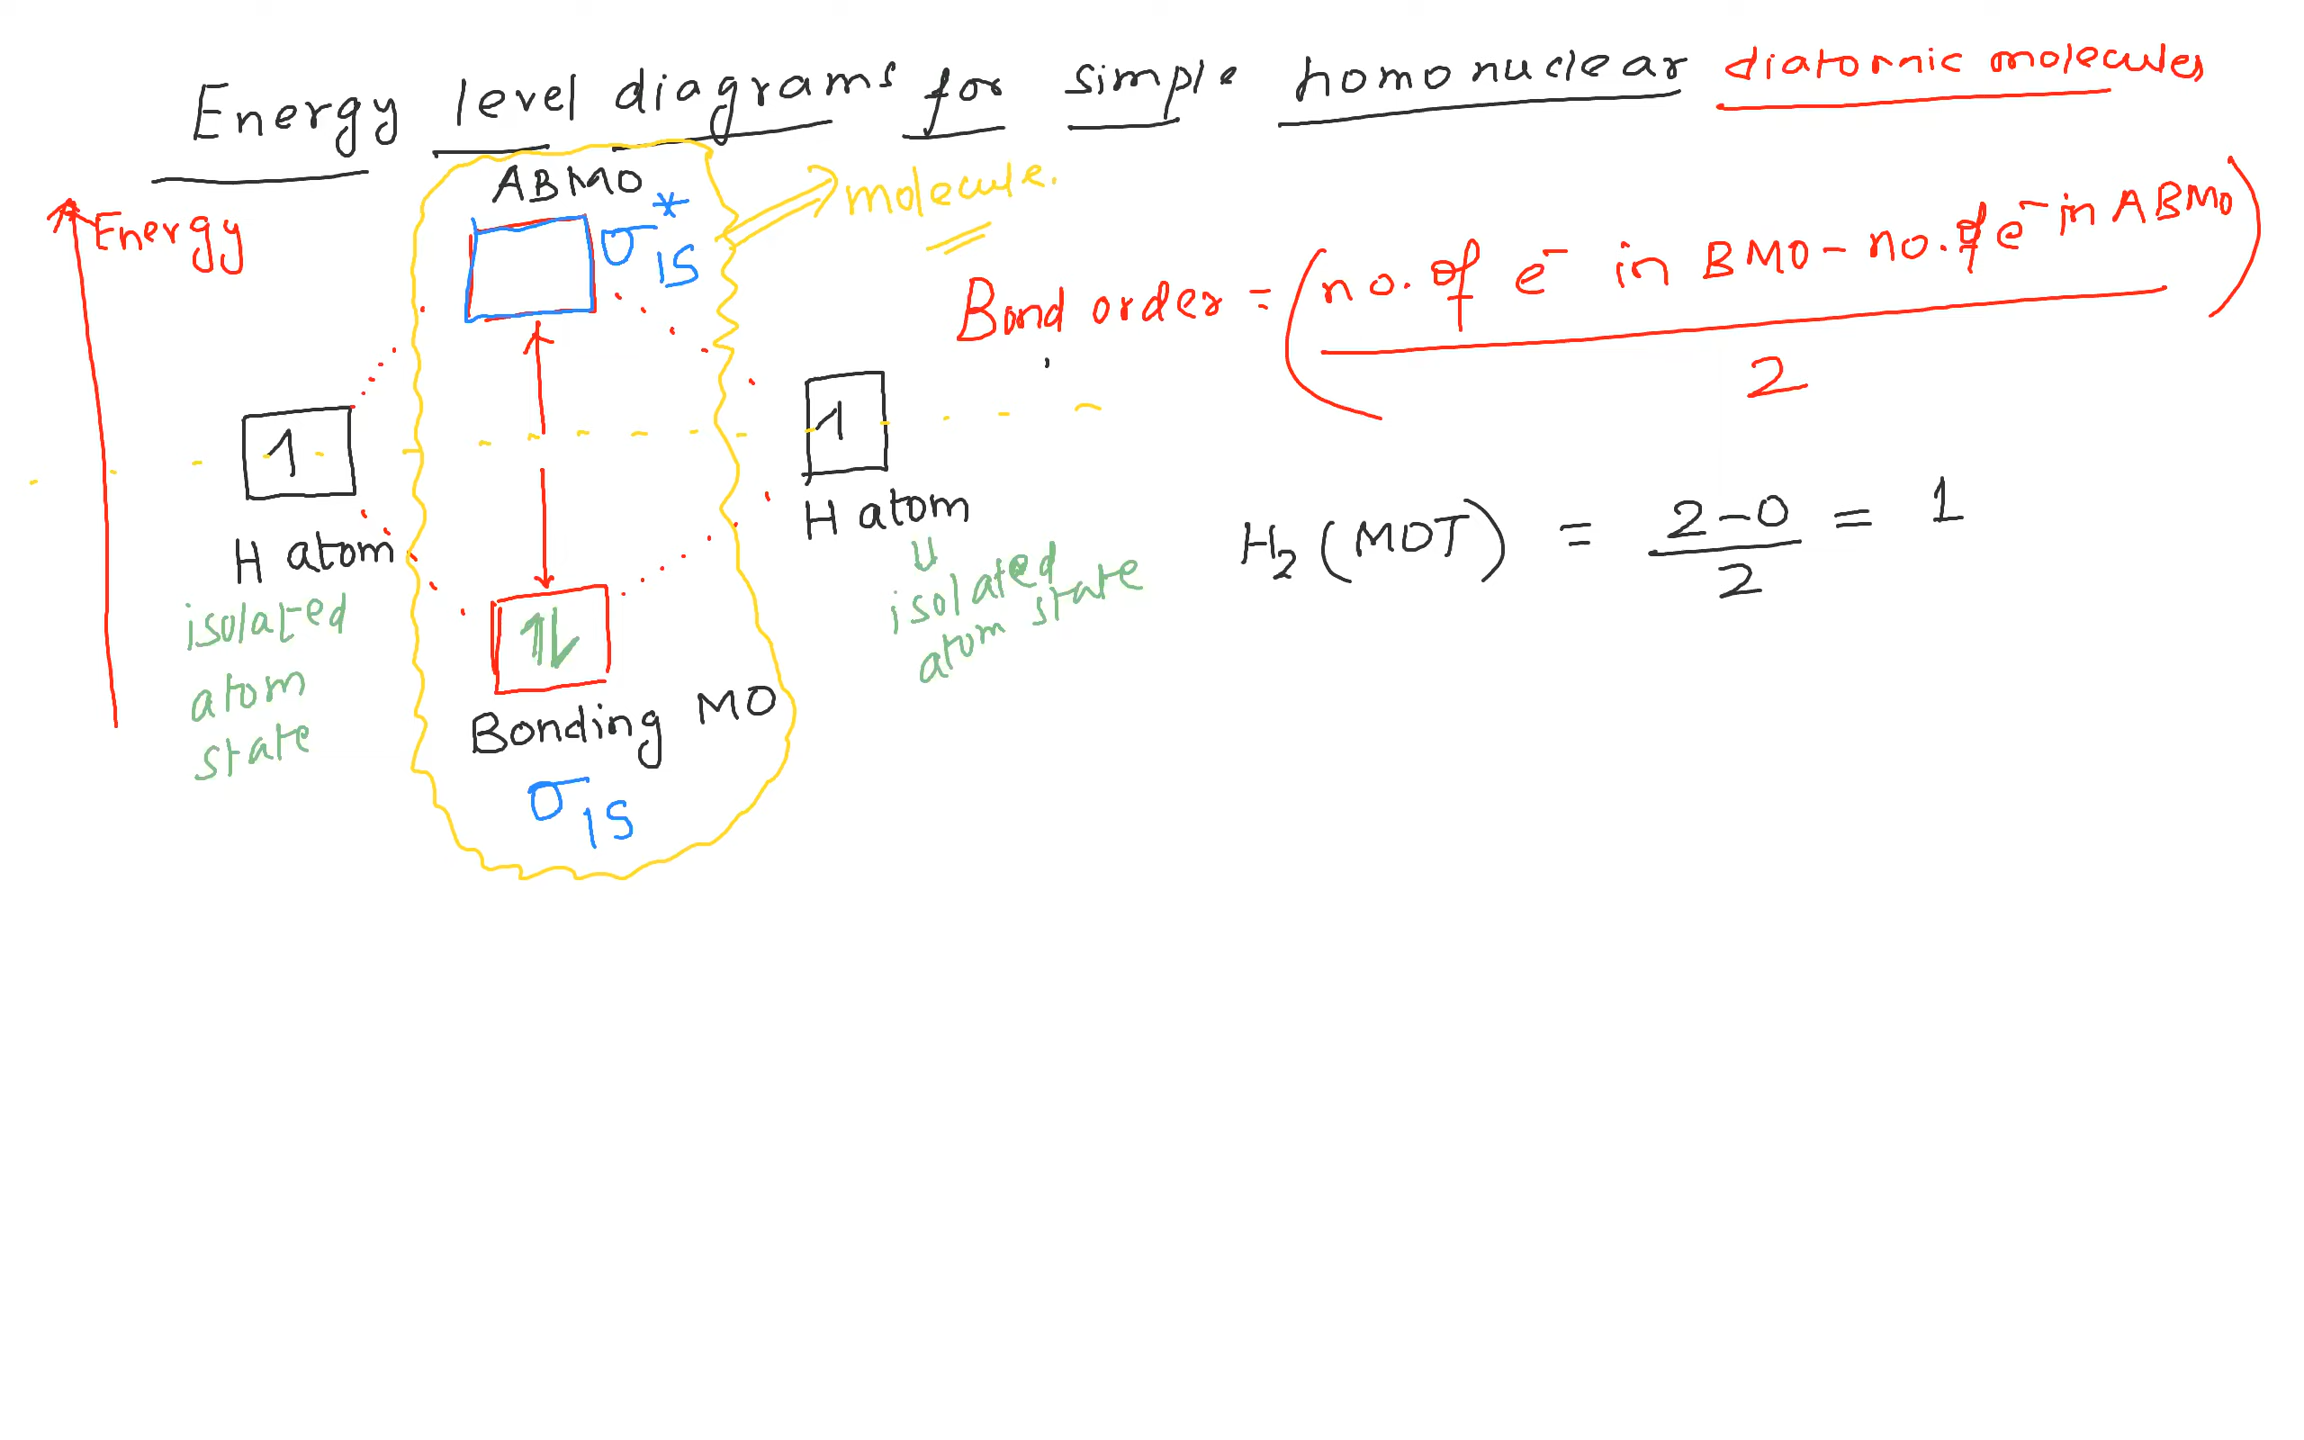 Energy level diagrams for simple homonuclear diatomic molecules
Energy
ABMO
σ*1s
molecule.
Bond order = (no. of e⁻ in BMO - no. of e⁻ in ABMO)
2
1
1
H atom
isolated
atom
state
H atom
isolated
atom state
H₂ (MOT) = 2-0 = 1
2
1⇂
Bonding MO
σ1s